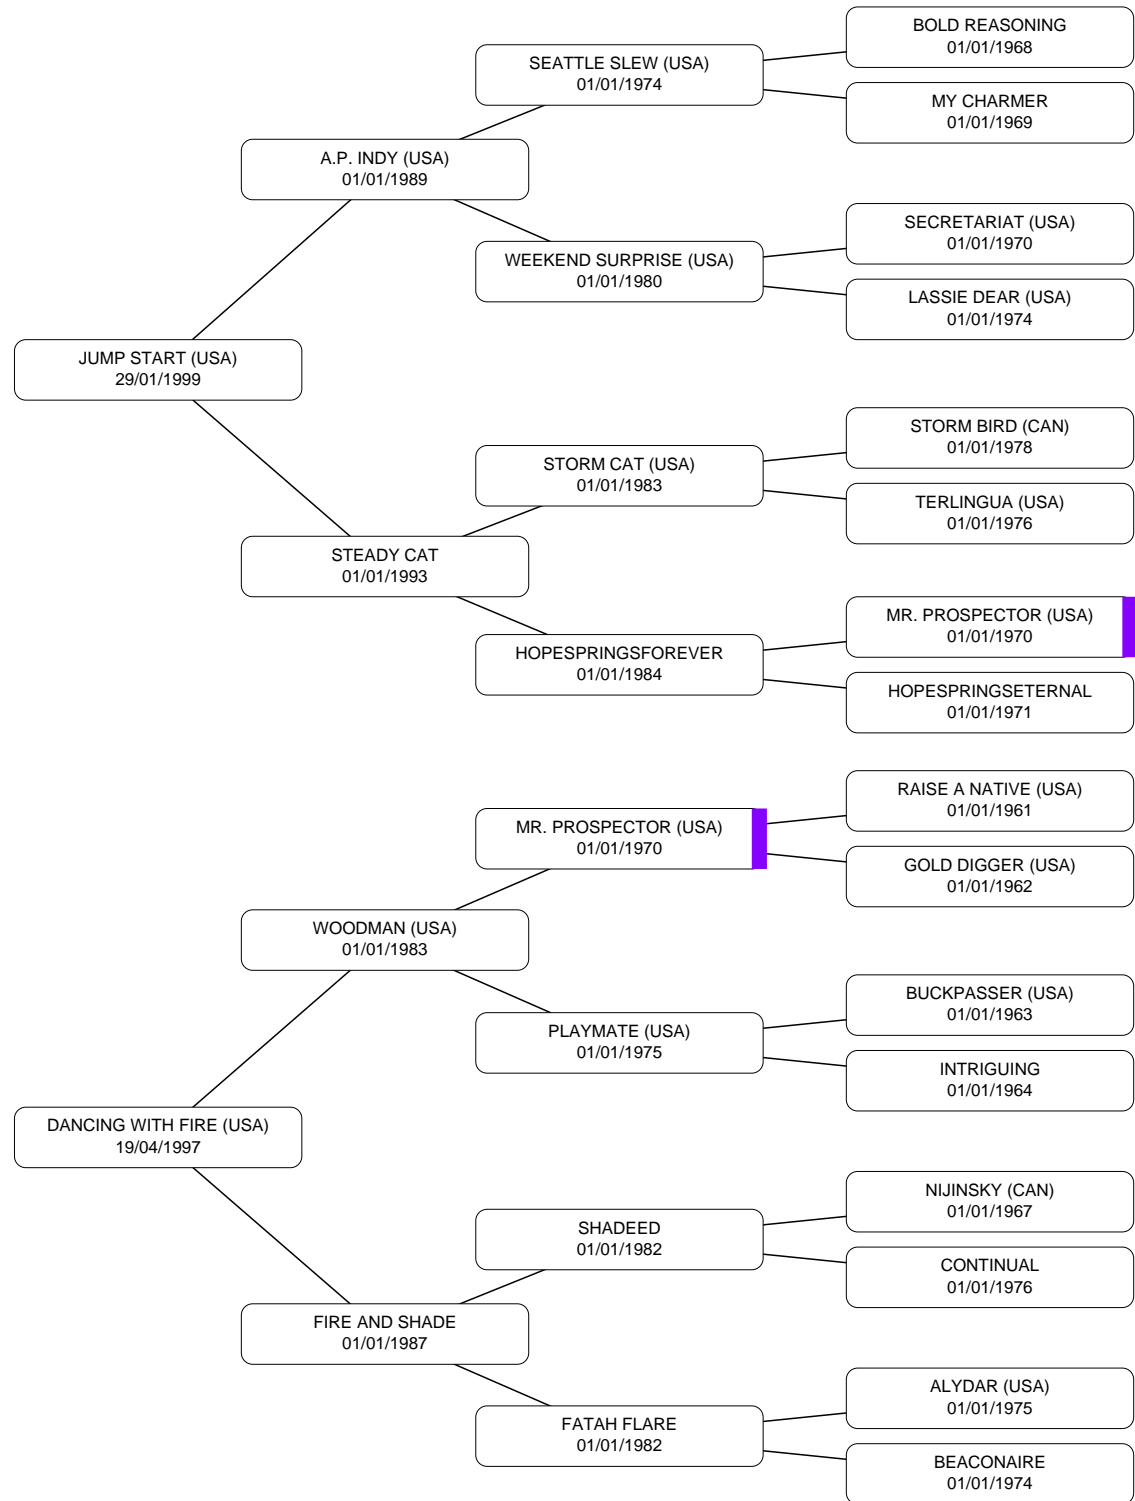 BOLD REASONING
01/01/1968
SEATTLE SLEW (USA)
01/01/1974
MY CHARMER
01/01/1969
A.P. INDY (USA)
01/01/1989
SECRETARIAT (USA)
01/01/1970
WEEKEND SURPRISE (USA)
01/01/1980
LASSIE DEAR (USA)
01/01/1974
JUMP START (USA)
29/01/1999
STORM BIRD (CAN)
01/01/1978
STORM CAT (USA)
01/01/1983
TERLINGUA (USA)
01/01/1976
STEADY CAT
01/01/1993
MR. PROSPECTOR (USA)
01/01/1970
HOPESPRINGSFOREVER
01/01/1984
HOPESPRINGSETERNAL
01/01/1971
RAISE A NATIVE (USA)
01/01/1961
MR. PROSPECTOR (USA)
01/01/1970
GOLD DIGGER (USA)
01/01/1962
WOODMAN (USA)
01/01/1983
BUCKPASSER (USA)
01/01/1963
PLAYMATE (USA)
01/01/1975
INTRIGUING
01/01/1964
DANCING WITH FIRE (USA)
19/04/1997
NIJINSKY (CAN)
01/01/1967
SHADEED
01/01/1982
CONTINUAL
01/01/1976
FIRE AND SHADE
01/01/1987
ALYDAR (USA)
01/01/1975
FATAH FLARE
01/01/1982
BEACONAIRE
01/01/1974